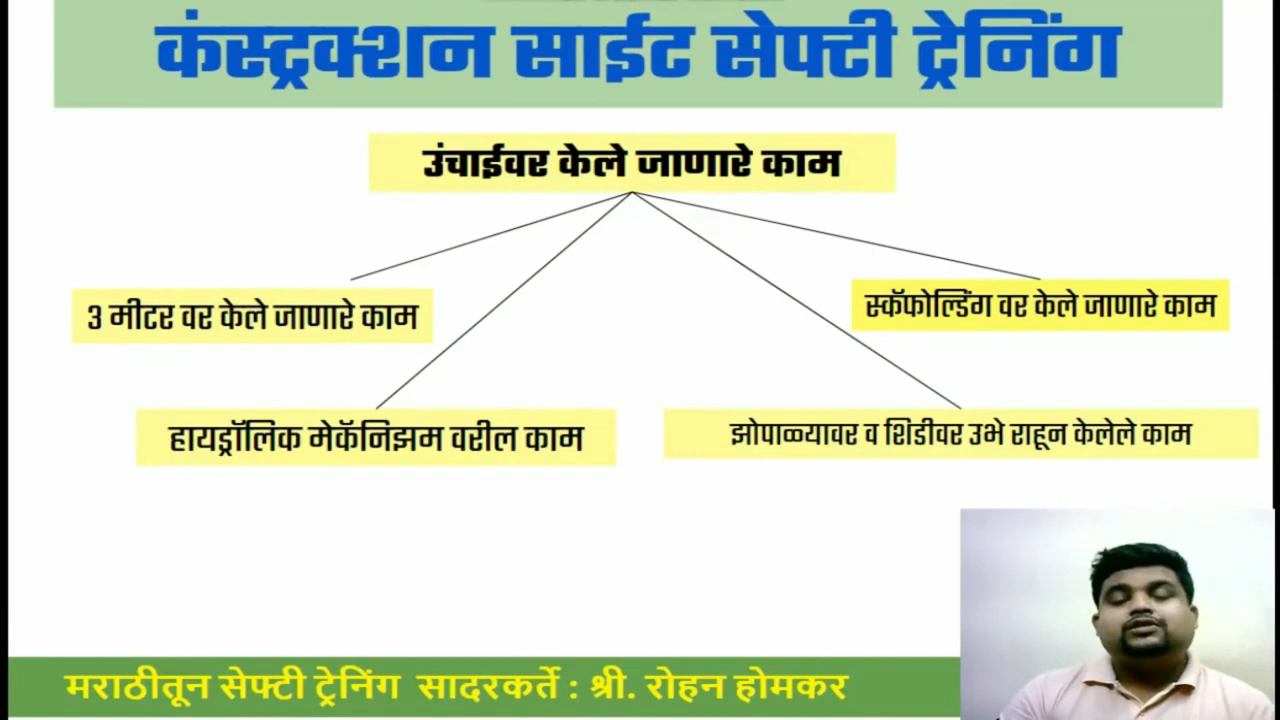 कंस्ट्रक्शन साईट सेफ्टी ट्रेनिंग
उंचाईवर केले जाणारे काम
3 मीटर वर केले जाणारे काम
स्कॅफोल्डिंग वर केले जाणारे काम
हायड्रॉलिक मेकॅनिझम वरील काम
झोपाळ्यावर व शिडीवर उभे राहून केलेले काम
मराठीतून सेफ्टी ट्रेनिंग सादरकर्ते : श्री. रोहन होमकर